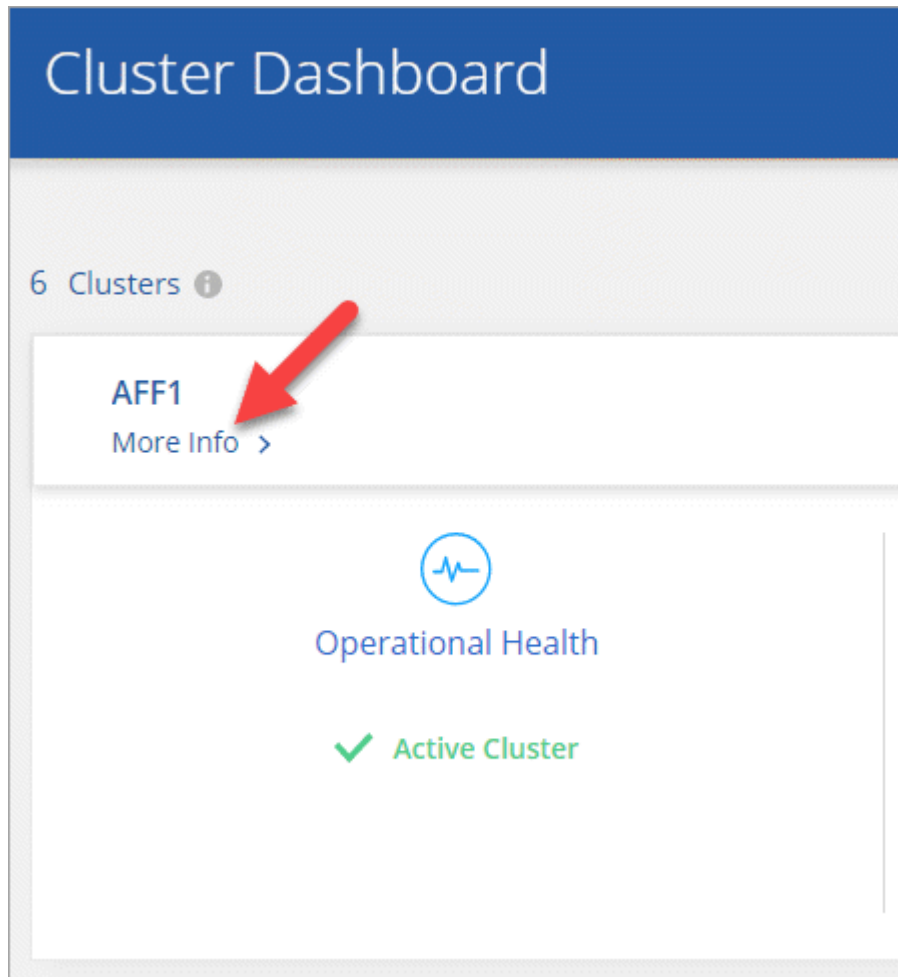 Cluster Dashboard
6 Clusters
AFF1
More Info >
Operational Health
Active Cluster